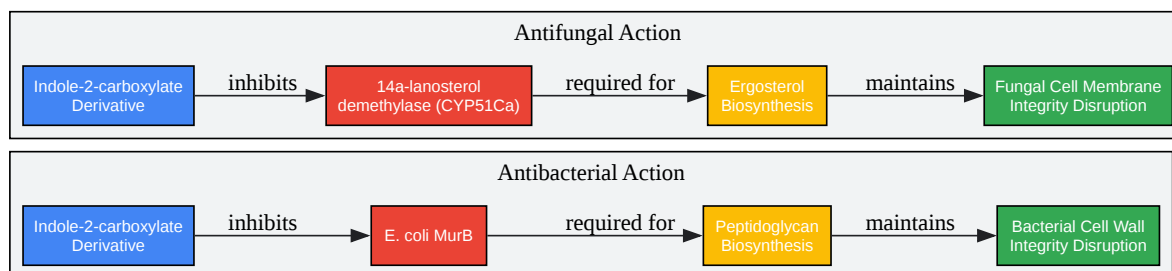 Antifungal Action
Indole-2-carboxylate
Derivative
inhibits
14a-lanosterol
demethylase (CYP51Ca)
required for
Ergosterol
Biosynthesis
maintains
Fungal Cell Membrane
Integrity Disruption
Antibacterial Action
Indole-2-carboxylate
Derivative
inhibits
E. coli MurB
required for
Peptidoglycan
Biosynthesis
maintains
Bacterial Cell Wall
Integrity Disruption